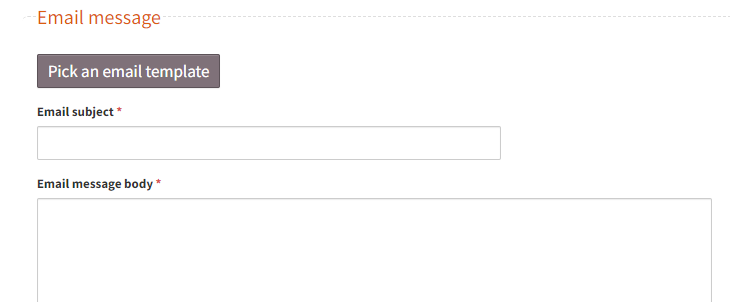 Email message
Pick an email template
Email subject *
Email message body *